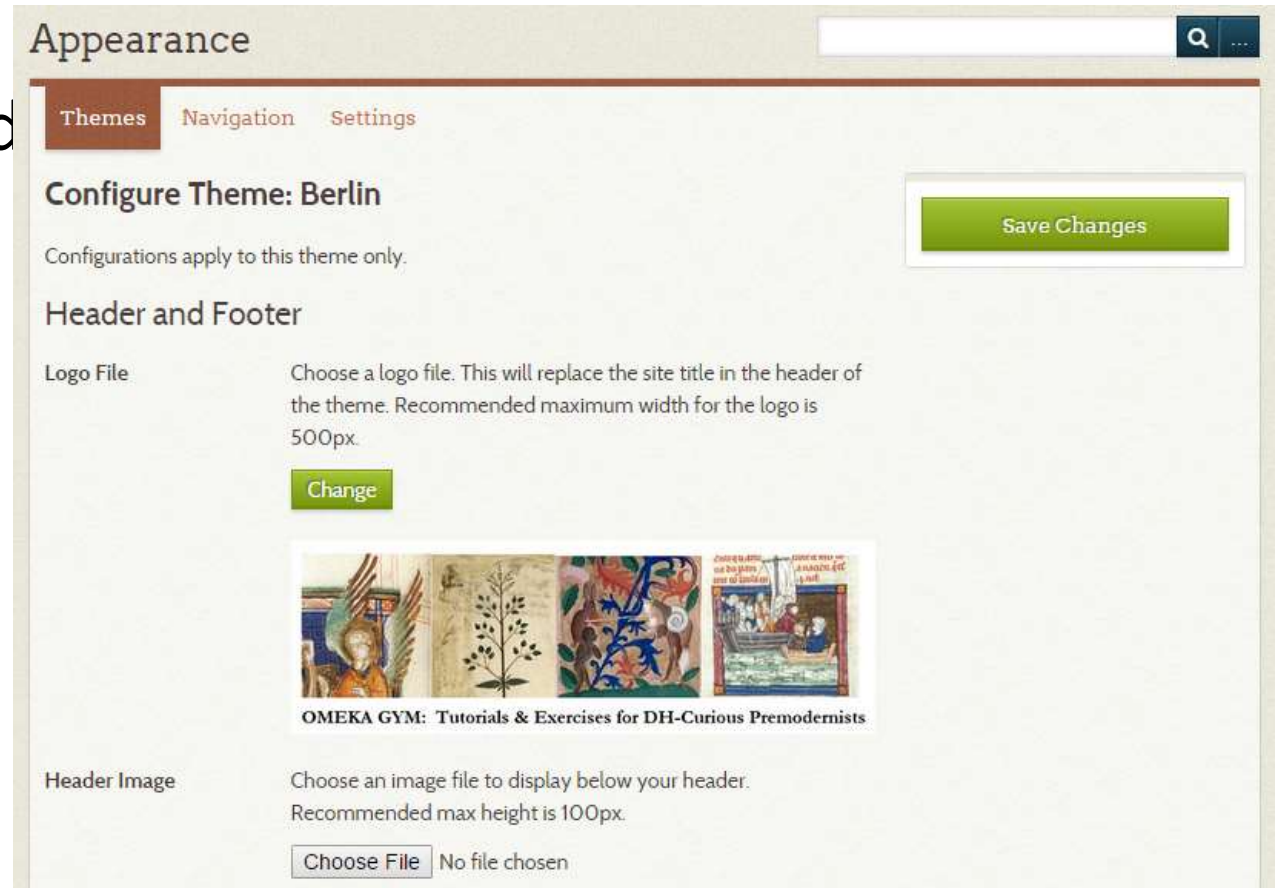 Appearance
...
d
Themes Navigation Settings
Configure Theme: Berlin
Save Changes
Configurations apply to this theme only.
Header and Footer
Logo File
Choose a logo file. This will replace the site title in the header of
the theme. Recommended maximum width for the logo is
500px.
Change
OMEKA GYM: Tutorials & Exercises for DH-Curious Premodernists
Header Image
Choose an image file to display below your header.
Recommended max height is 100px.
Choose File No file chosen